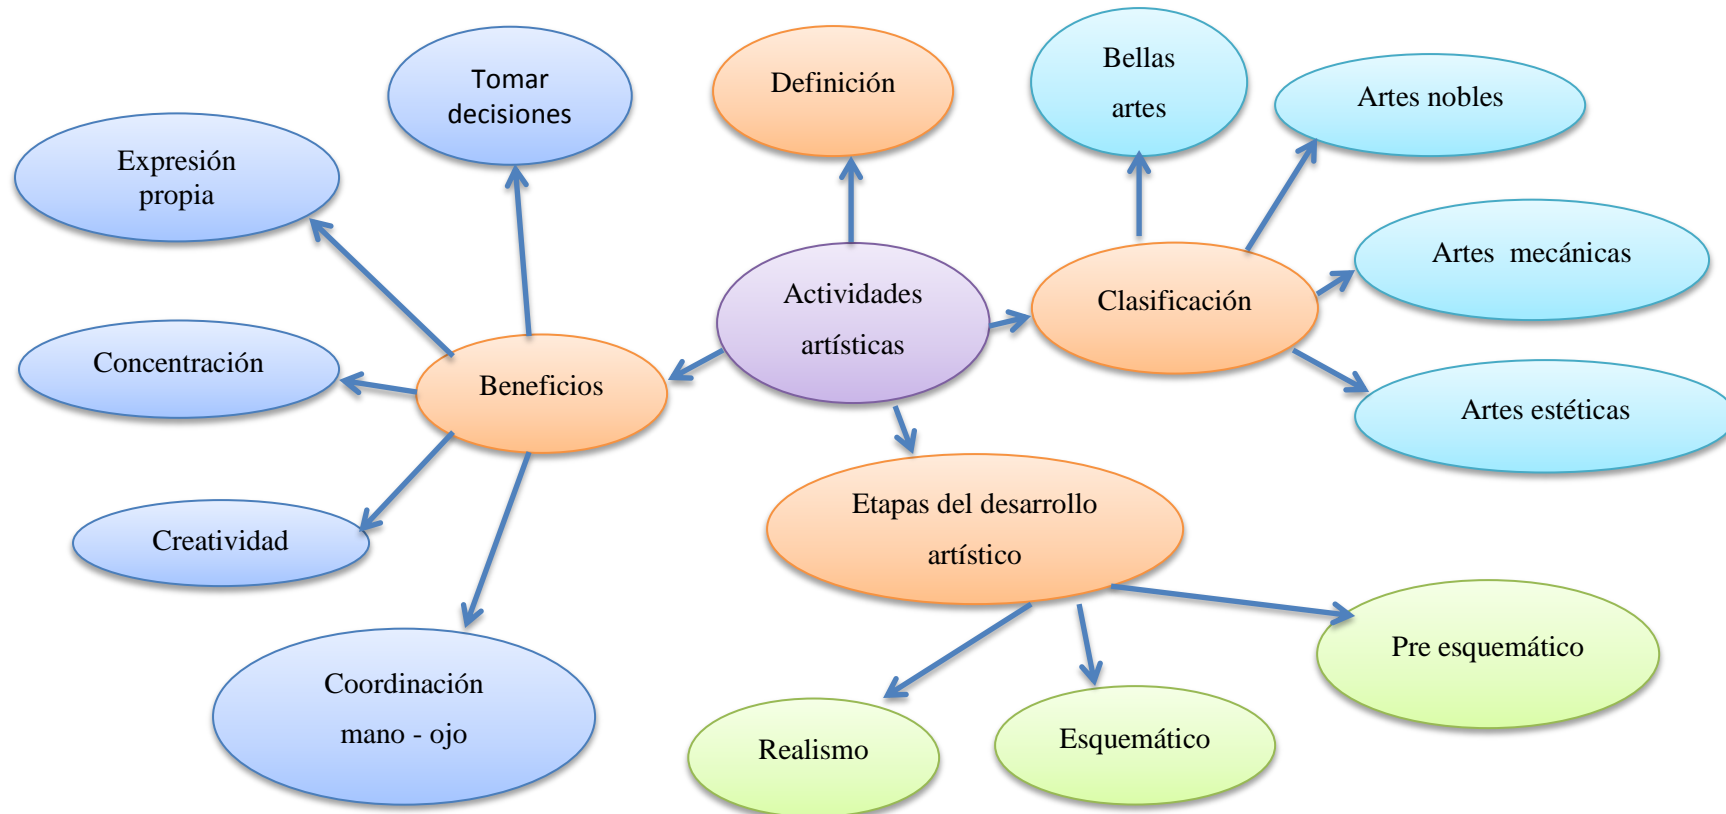 Tomar
decisiones
Definición
Bellas
artes
Artes nobles
Expresión
propia
Artes mecánicas
Actividades
artísticas
Clasificación
Concentración
Beneficios
Artes estéticas
Etapas del desarrollo
artístico
Creatividad
Pre esquemático
Coordinación
mano - ojo
Realismo
Esquemático